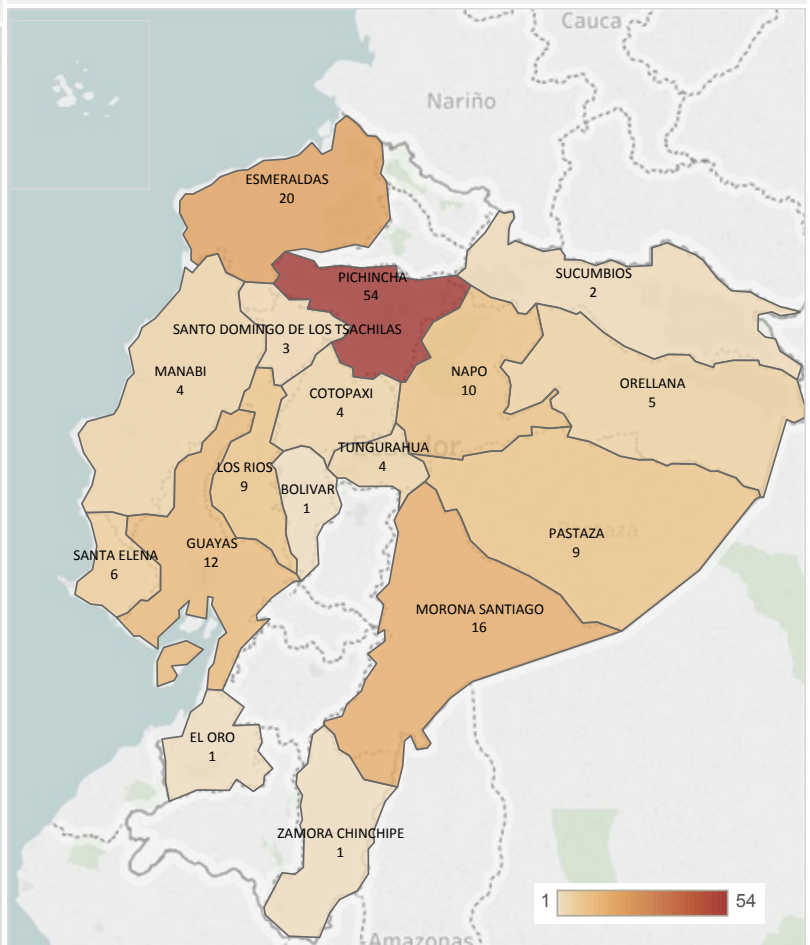 Cauca
Nariño
ESMERALDAS
20
PICHINCHA
54
SUCUMBIOS
2
SANTO DOMINGO DE LOS TSACHILAS
3
MANABI
4
NAPO
10
ORELLANA
5
COTOPAXI
4
TUNGURAHUA
4
LOS RIOS
9
BOLIVAR
1
PASTAZA
9
SANTA ELENA
6
GUAYAS
12
MORONA SANTIAGO
16
EL ORO
1
ZAMORA CHINCHIPE
1
1 54
Amazonas